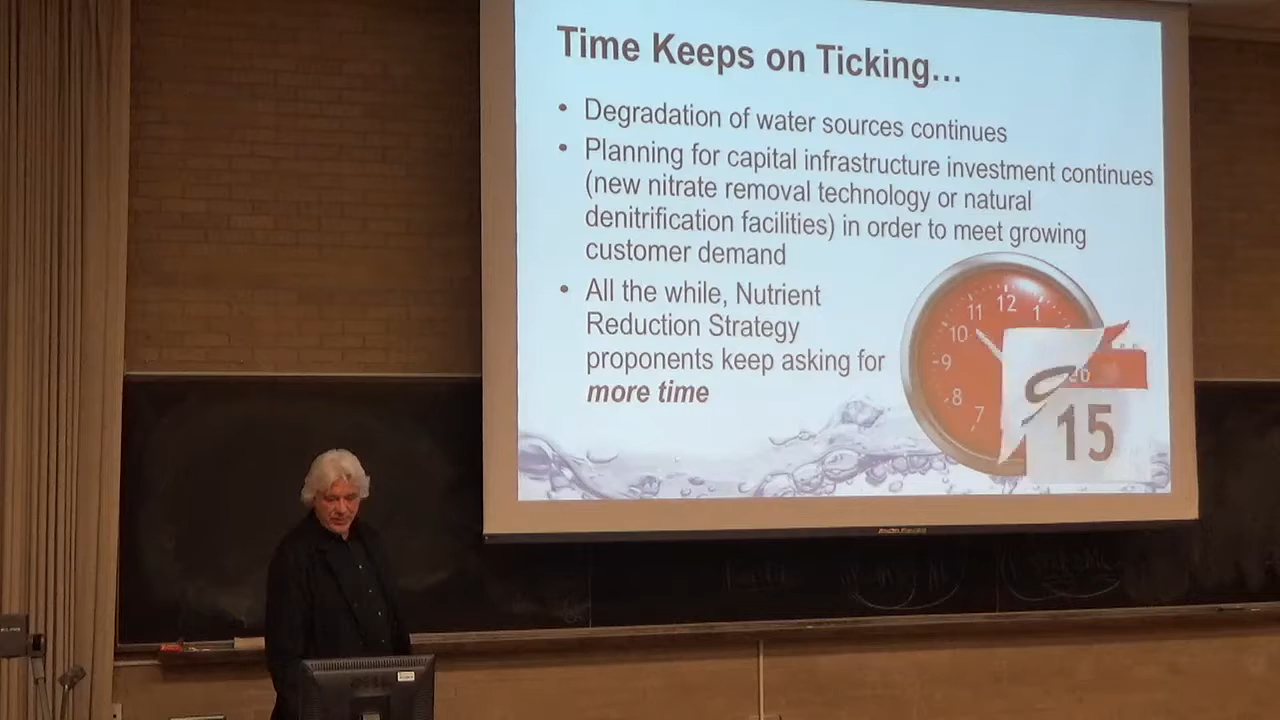 Time Keeps on Ticking…
• Degradation of water sources continues
• Planning for capital infrastructure investment continues
(new nitrate removal technology or natural
denitrification facilities) in order to meet growing
customer demand
• All the while, Nutrient
Reduction Strategy
proponents keep asking for
more time
12
11
1
10
9
8
7
15